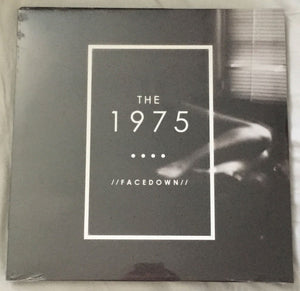 THE
1975
••••
//FACEDOWN//